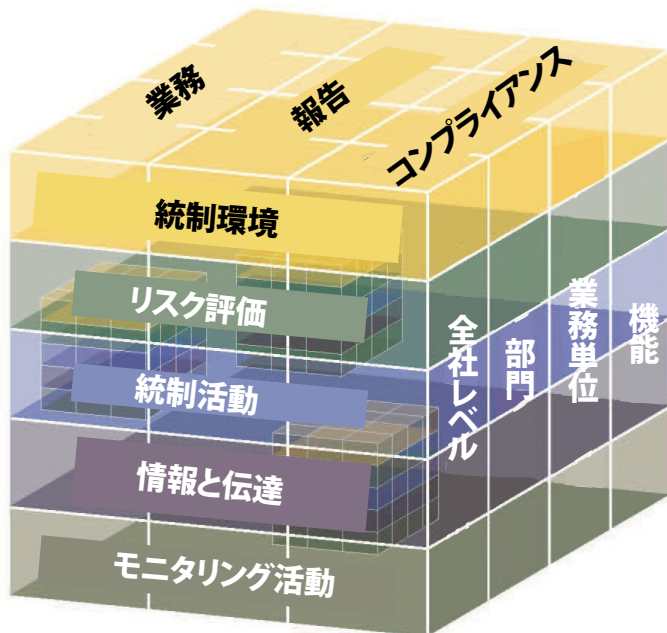 業務
報告
コンプライアンス
統制環境
リスク評価
統制活動
情報と伝達
モニタリング活動
全社レベル
部門
業務単位
機能